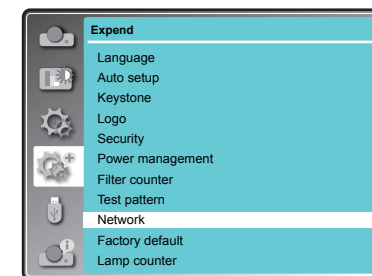 Expend
Language
Auto setup
Keystone
Logo
Security
Power management
Filter counter
Test pattern
Network
Factory default
Lamp counter